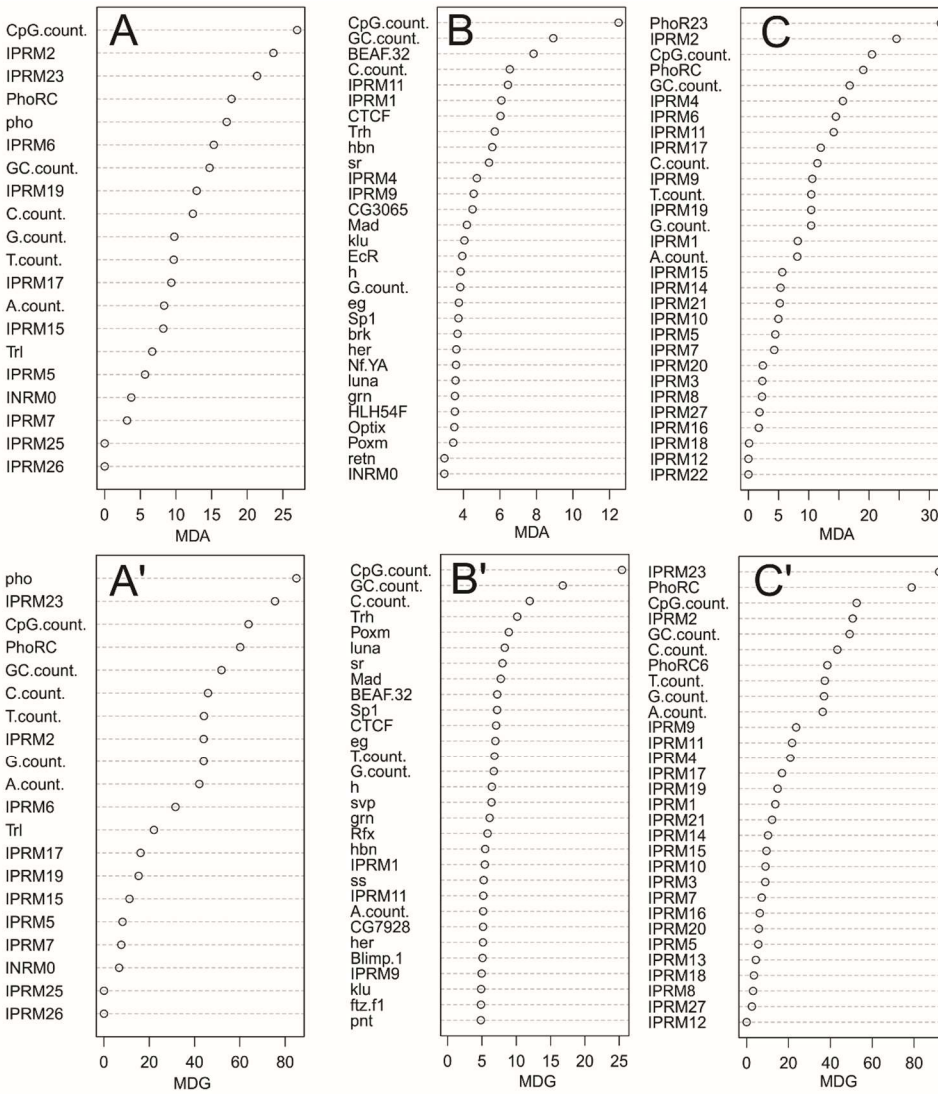 A
CpG.count.
IPRM2
IPRM23
PhoRC
pho
IPRM6
GC.count.
IPRM19
C.count.
G.count.
T.count.
IPRM17
A.count.
IPRM15
Trl
IPRM5
INRM0
IPRM7
IPRM25
IPRM26
0 5 10 15 20 25
MDA
B
CpG.count.
GC.count.
BEAF.32
C.count.
IPRM11
IPRM1
CTCF
Trh
hbn
sr
IPRM4
IPRM9
CG3065
Mad
klu
EcR
h
G.count.
eg
Sp1
brk
her
Nf.YA
luna
grn
HLH54F
Optix
Poxm
retn
INRM0
4 6 8 10 12
MDA
C
PhoR23
IPRM2
CpG.count.
PhoRC
GC.count.
IPRM4
IPRM6
IPRM11
IPRM17
C.count.
IPRM9
T.count.
IPRM19
G.count.
IPRM1
A.count.
IPRM15
IPRM14
IPRM21
IPRM10
IPRM5
IPRM7
IPRM20
IPRM3
IPRM8
IPRM27
IPRM16
IPRM18
IPRM12
IPRM22
0 5 10 15 20 30
MDA
A'
pho
IPRM23
CpG.count.
PhoRC
GC.count.
C.count.
T.count.
IPRM2
G.count.
A.count.
IPRM6
Trl
IPRM17
IPRM19
IPRM15
IPRM5
IPRM7
INRM0
IPRM25
IPRM26
0 20 40 60 80
MDG
B'
CpG.count.
GC.count.
C.count.
Trh
Poxm
luna
sr
Mad
BEAF.32
Sp1
CTCF
eg
T.count.
G.count.
h
svp
grn
Rfx
hbn
IPRM1
ss
IPRM11
A.count.
CG7928
her
Blimp.1
IPRM9
klu
ftz.f1
pnt
0 5 10 15 20 25
MDG
C'
IPRM23
PhoRC
CpG.count.
IPRM2
GC.count.
C.count.
PhoRC6
T.count.
G.count.
A.count.
IPRM9
IPRM11
IPRM4
IPRM17
IPRM19
IPRM1
IPRM21
IPRM14
IPRM15
IPRM10
IPRM3
IPRM7
IPRM16
IPRM20
IPRM5
IPRM13
IPRM18
IPRM8
IPRM27
IPRM12
0 20 40 60 80
MDG